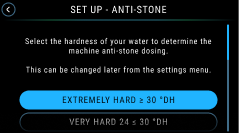 SET UP - ANTI-STONE
Select the hardness of your water to determine the
machine anti-stone dosing.
This can be changed later from the settings menu.
EXTREMELY HARD ≥ 30 °DH
VERY HARD 24 ≤ 30 °DH